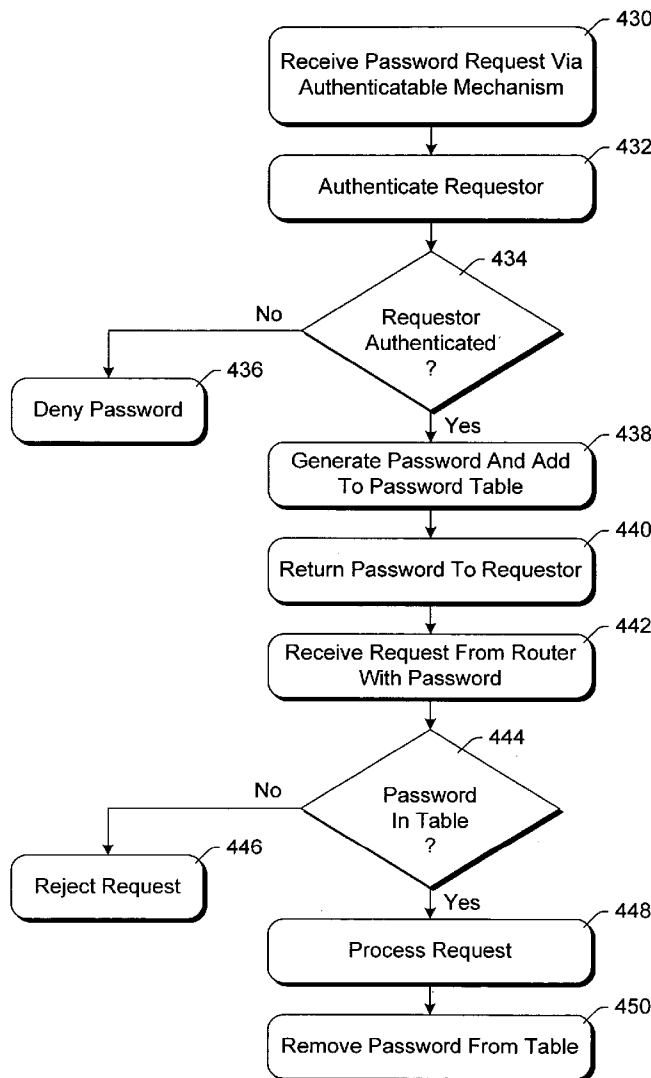 430
Receive Password Request Via
Authenticatable Mechanism
432
Authenticate Requestor
434
Requestor
Authenticated
?
No
436
Deny Password
Yes
438
Generate Password And Add
To Password Table
440
Return Password To Requestor
442
Receive Request From Router
With Password
444
Password
In Table
?
No
446
Reject Request
Yes
448
Process Request
450
Remove Password From Table